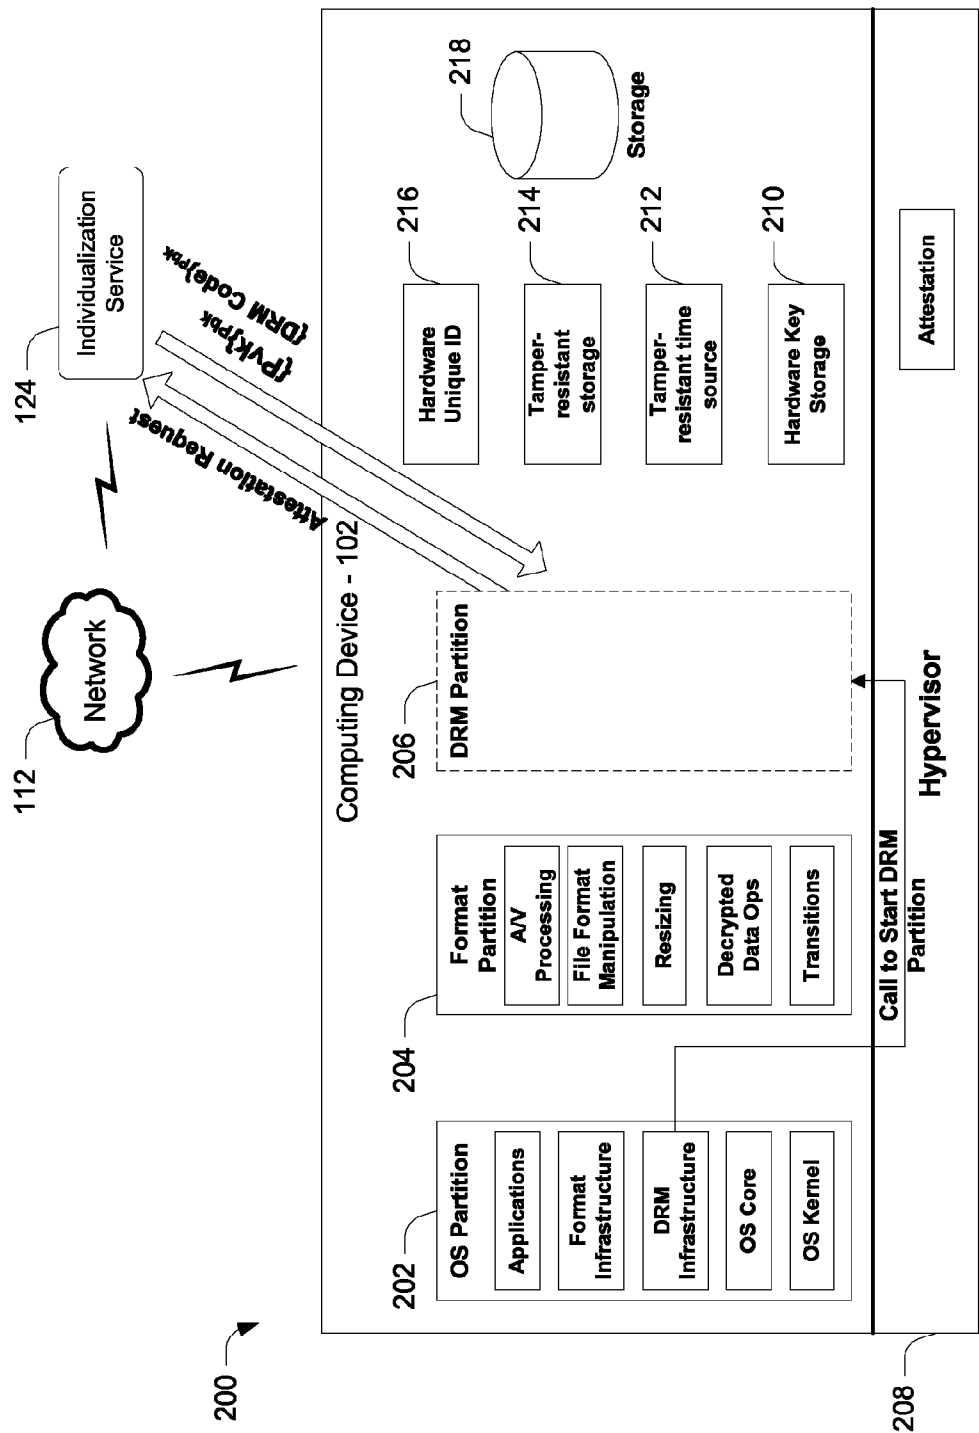 200
112
Network
124
Individualization
Service
Attestation Request
{Pvk}Pbk
{DRM Code}Pbk
Computing Device - 102
202
OS Partition
Applications
Format
Infrastructure
DRM
Infrastructure
OS Core
OS Kernel
204
Format
Partition
A/V
Processing
File Format
Manipulation
Resizing
Decrypted
Data Ops
Transitions
206
DRM Partition
216
Hardware
Unique ID
214
Tamper-
resistant
storage
212
Tamper-
resistant time
source
210
Hardware Key
Storage
218
Storage
208
Call to Start DRM
Partition
Hypervisor
Attestation